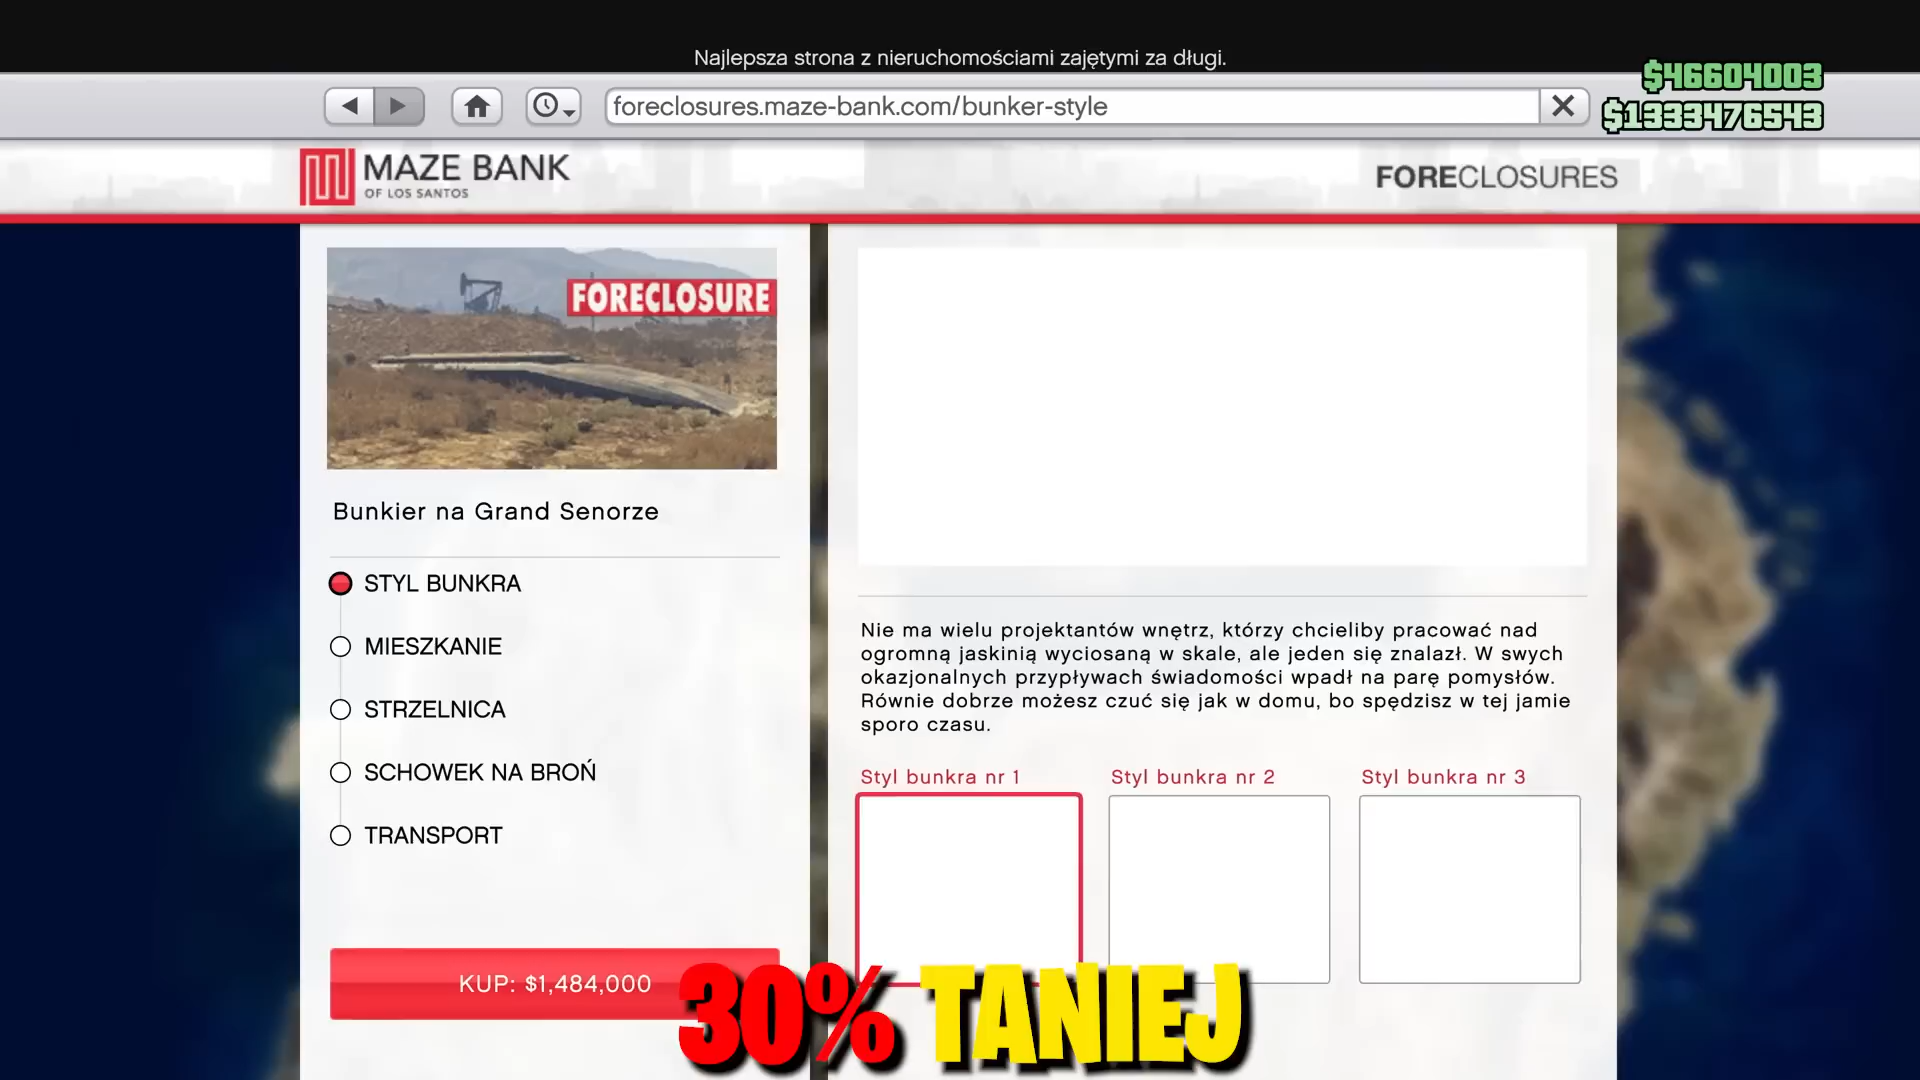 Najlepsza strona z nieruchomościami zajętymi za długi.
$46604003
foreclosures.maze-bank.com/bunker-style
$1333476543
MAZE BANK
OF LOS SANTOS
FORECLOSURES
FORECLOSURE
Bunkier na Grand Senorze
STYL BUNKRA
MIESZKANIE
STRZELNICA
SCHOWEK NA BROŃ
TRANSPORT
KUP: $1,484,000
Nie ma wielu projektantów wnętrz, którzy chcieliby pracować nad
ogromną jaskinią wyciosaną w skale, ale jeden się znalazł. W swych
okazjonalnych przypływach świadomości wpadł na parę pomysłów.
Równie dobrze możesz czuć się jak w domu, bo spędzisz w tej jamie
sporo czasu.
Styl bunkra nr 1
Styl bunkra nr 2
Styl bunkra nr 3
30% TANIEJ